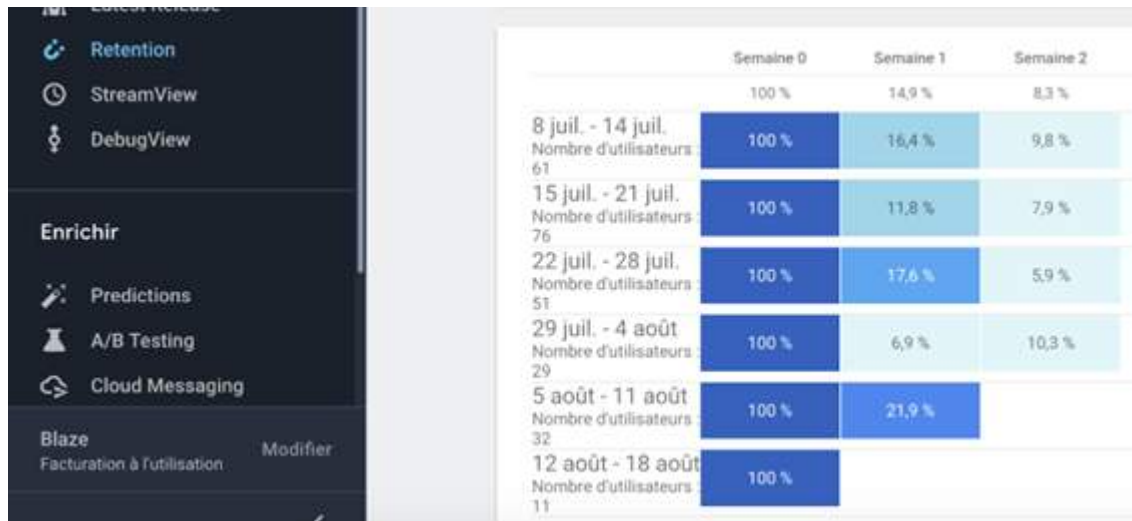 Latest Release
Retention
StreamView
DebugView
Enrichir
Predictions
A/B Testing
Cloud Messaging
Blaze
Facturation à l'utilisation
Modifier
Semaine 0 Semaine 1 Semaine 2
100 % 14,9 % 8,3 %
8 juil. - 14 juil.
Nombre d'utilisateurs :
61
100 % 16,4 % 9,8 %
15 juil. - 21 juil.
Nombre d'utilisateurs :
76
100 % 11,8 % 7,9 %
22 juil. - 28 juil.
Nombre d'utilisateurs :
51
100 % 17,6 % 5,9 %
29 juil. - 4 août
Nombre d'utilisateurs :
29
100 % 6,9 % 10,3 %
5 août - 11 août
Nombre d'utilisateurs :
32
100 % 21,9 %
12 août - 18 août
Nombre d'utilisateurs :
11
100 %